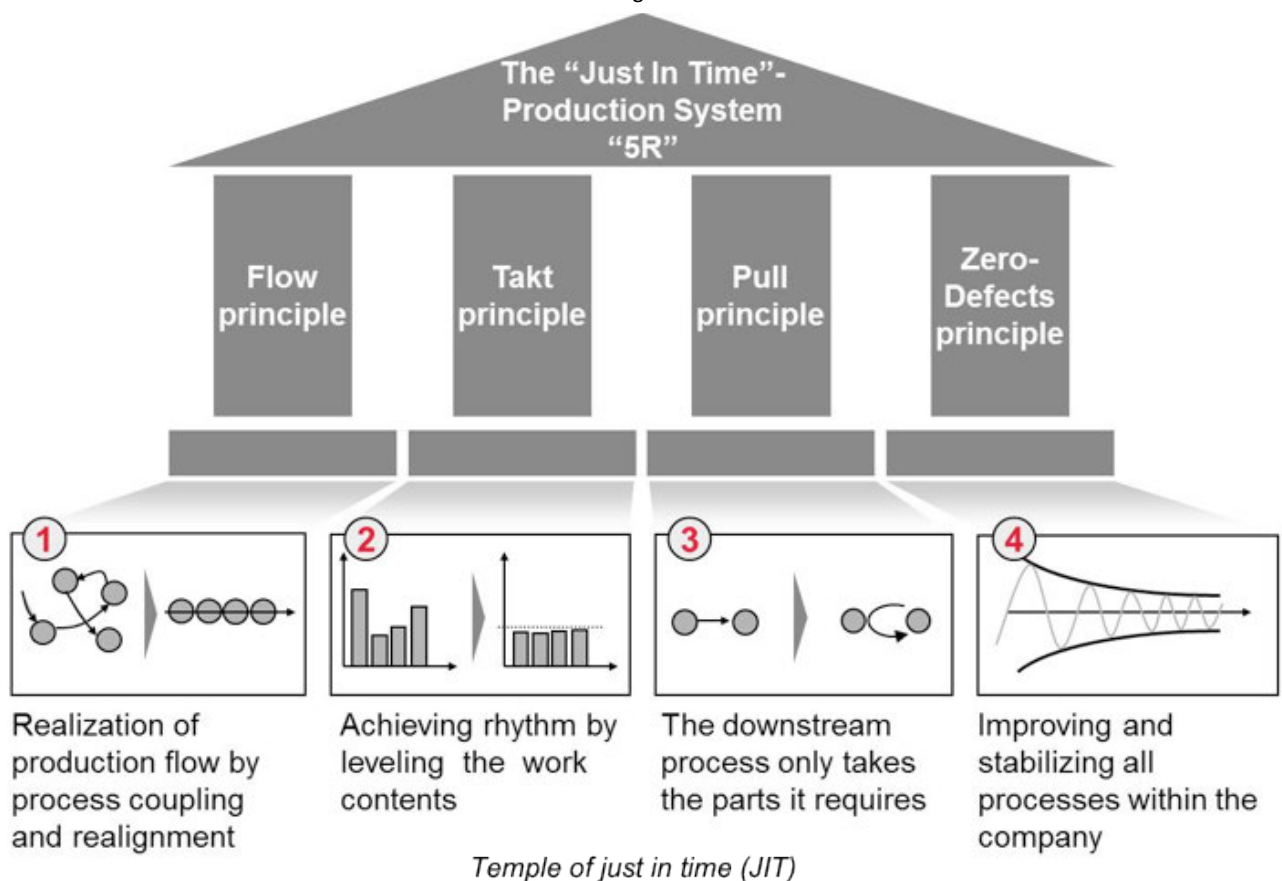 The “Just In Time”-
Production System
“5R”
Flow
principle
Takt
principle
Pull
principle
Zero-
Defects
principle
1
2
3
4
Realization of
production flow by
process coupling
and realignment
Achieving rhythm by
leveling the work
contents
The downstream
process only takes
the parts it requires
Improving and
stabilizing all
processes within the
company
Temple of just in time (JIT)